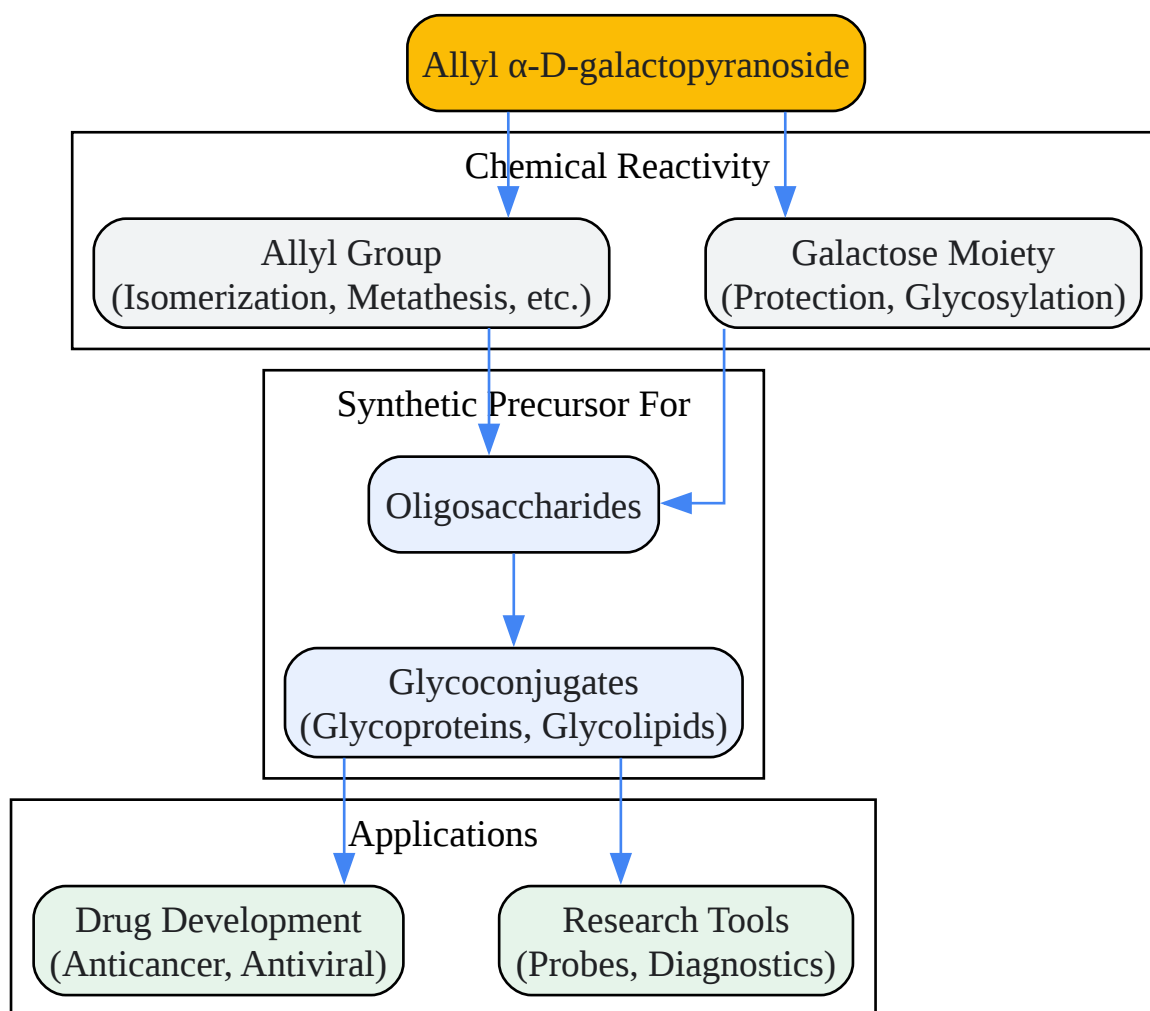 Allyl α-D-galactopyranoside
Chemical Reactivity
Allyl Group
(Isomerization, Metathesis, etc.)
Galactose Moiety
(Protection, Glycosylation)
Synthetic Precursor For
Oligosaccharides
Glycoconjugates
(Glycoproteins, Glycolipids)
Applications
Drug Development
(Anticancer, Antiviral)
Research Tools
(Probes, Diagnostics)